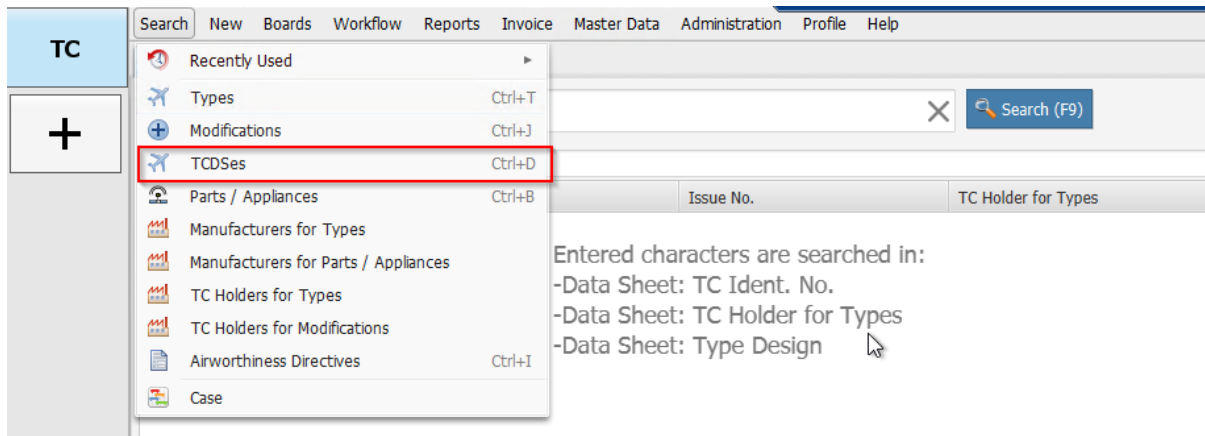 TC
+
Search New Boards Workflow Reports Invoice Master Data Administration Profile Help
Recently Used
Types Ctrl+T
Modifications Ctrl+J
TCDSes Ctrl+D
Parts / Appliances Ctrl+B
Manufacturers for Types
Manufacturers for Parts / Appliances
TC Holders for Types
TC Holders for Modifications
Airworthiness Directives Ctrl+I
Case
Search (F9)
Issue No. TC Holder for Types
Entered characters are searched in:
-Data Sheet: TC Ident. No.
-Data Sheet: TC Holder for Types
-Data Sheet: Type Design